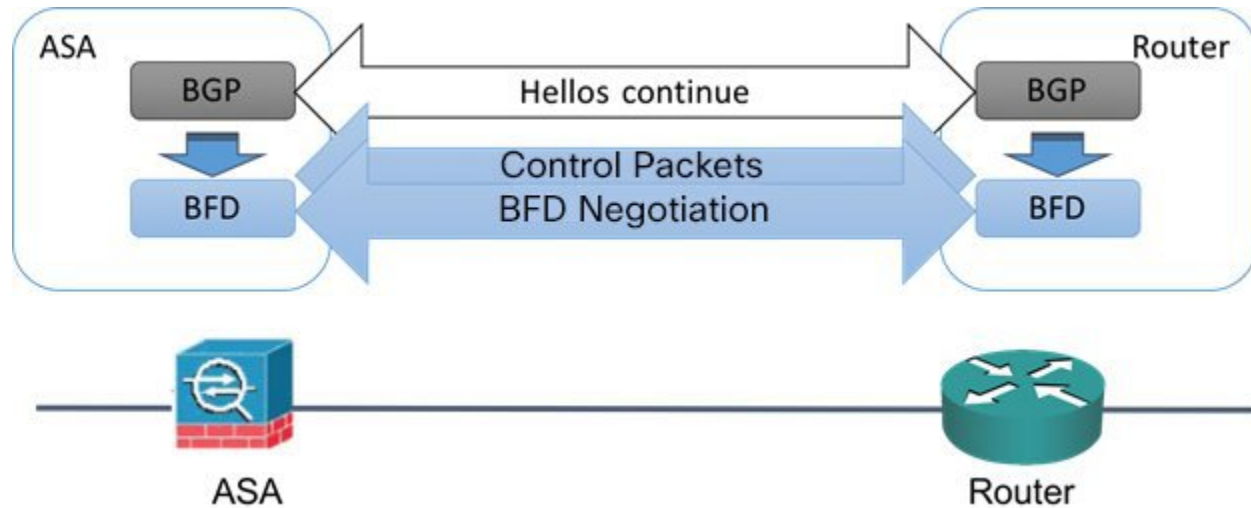 ASA
Router
BGP
Hellos continue
BGP
Control Packets
BFD
BFD Negotiation
BFD
ASA
Router